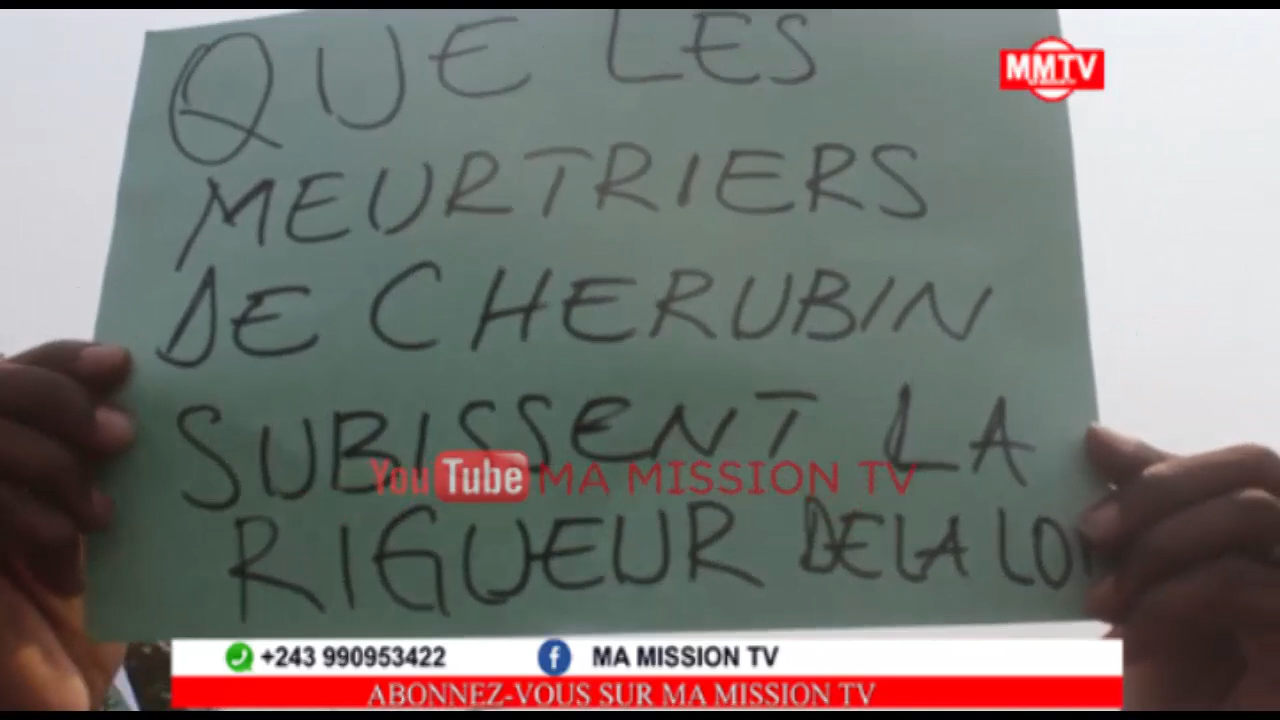 QUE LES
MMTV
MEURTRIERS
DE CHERUBIN
SUBISSENT LA
YouTube MA MISSION TV
RIGUEUR DE LA LOI
+243 990953422 MA MISSION TV
ABONNEZ-VOUS SUR MA MISSION TV